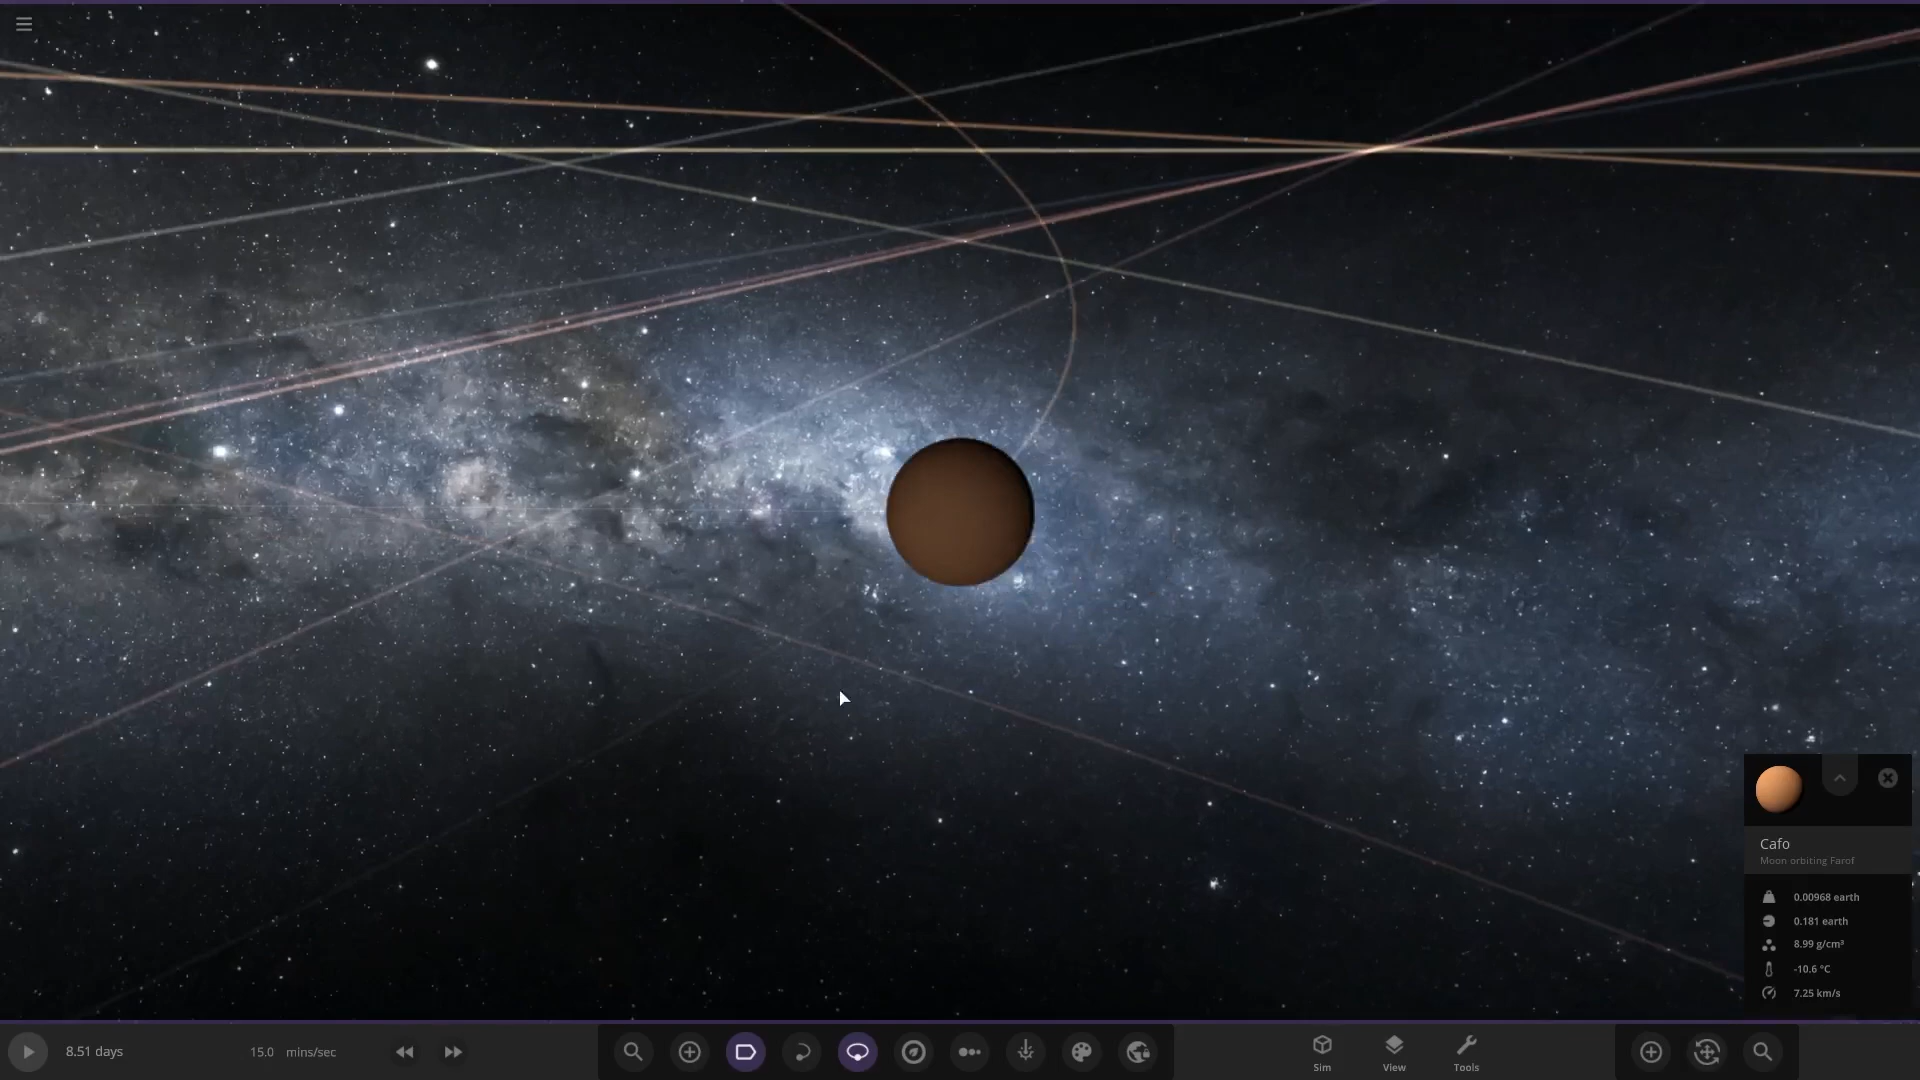 Cafo
Moon orbiting Farof
0.00968 earth
0.181 earth
8.99 g/cm³
-10.6 °C
7.25 km/s
8.51 days
15.0 mins/sec
Sim
View
Tools